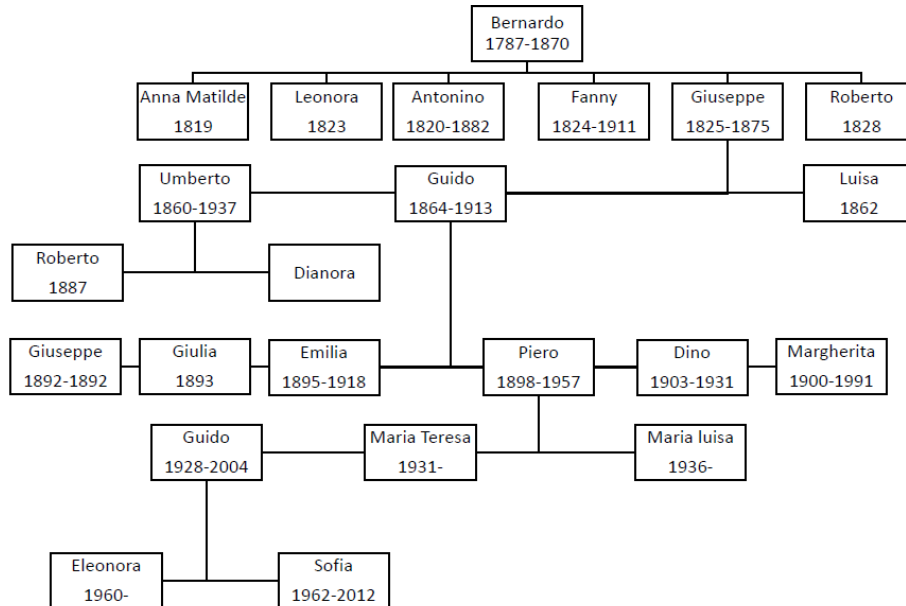 Bernardo
1787-1870
Anna Matilde
1819
Leonora
1823
Antonino
1820-1882
Fanny
1824-1911
Giuseppe
1825-1875
Roberto
1828
Umberto
1860-1937
Guido
1864-1913
Luisa
1862
Roberto
1887
Dianora
Giuseppe
1892-1892
Giulia
1893
Emilia
1895-1918
Piero
1898-1957
Dino
1903-1931
Margherita
1900-1991
Guido
1928-2004
Maria Teresa
1931-
Maria luisa
1936-
Eleonora
1960-
Sofia
1962-2012